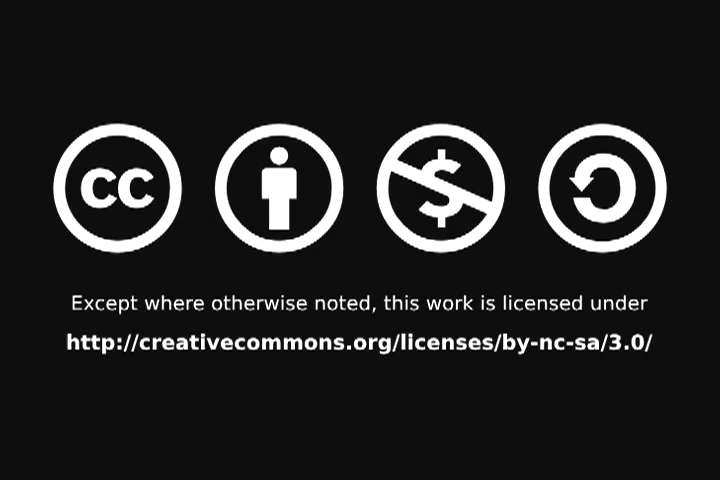 cc
$
Except where otherwise noted, this work is licensed under
http://creativecommons.org/licenses/by-nc-sa/3.0/